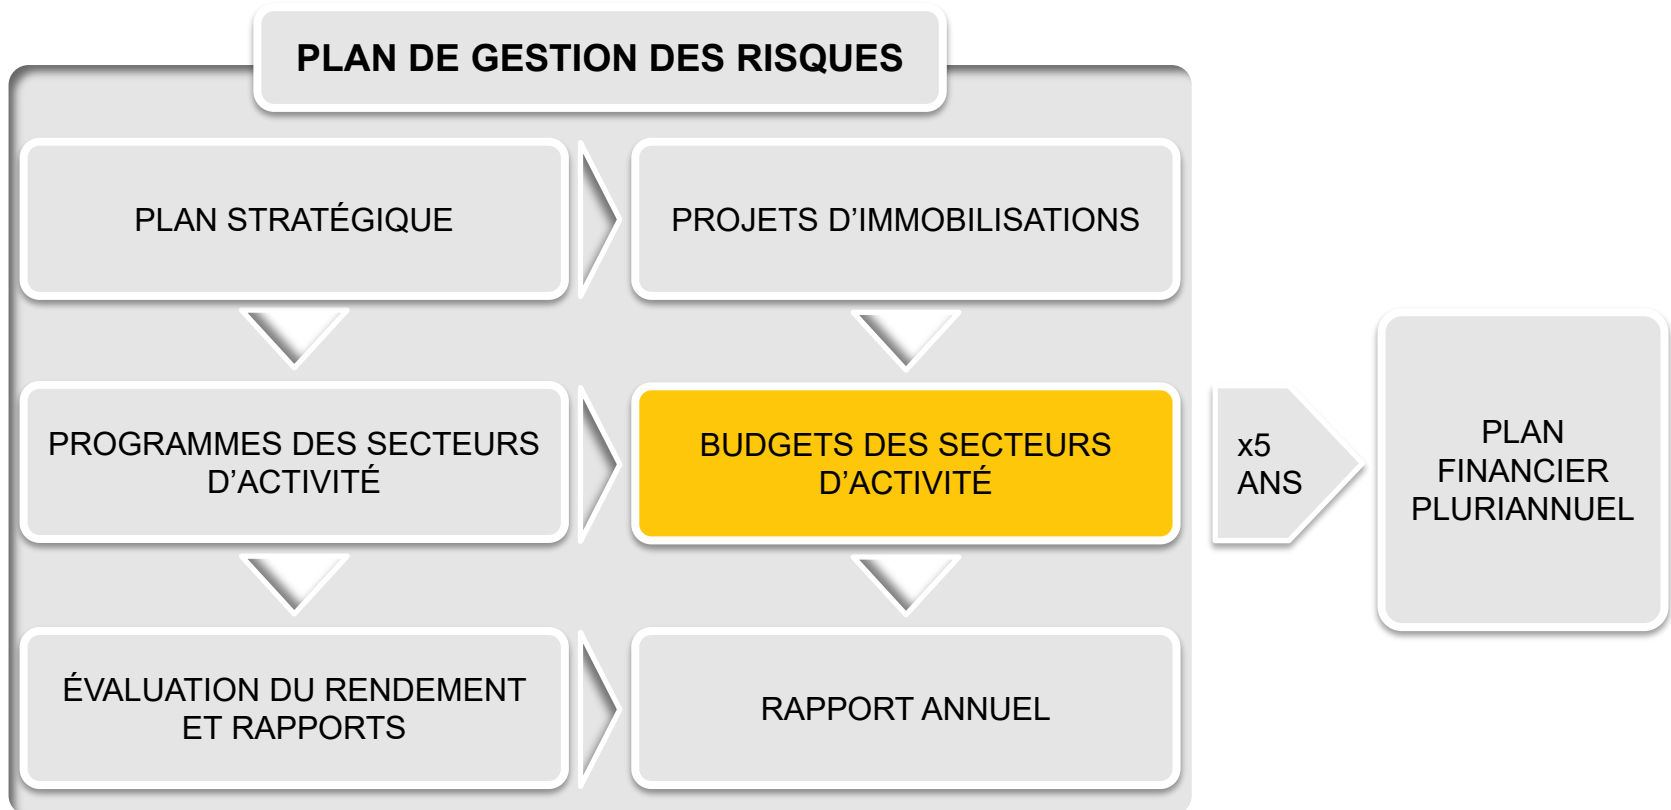 PLAN DE GESTION DES RISQUES
PLAN STRATÉGIQUE
PROJETS D’IMMOBILISATIONS
PROGRAMMES DES SECTEURS
D’ACTIVITÉ
BUDGETS DES SECTEURS
D’ACTIVITÉ
x5
ANS
PLAN
FINANCIER
PLURIANNUEL
ÉVALUATION DU RENDEMENT
ET RAPPORTS
RAPPORT ANNUEL